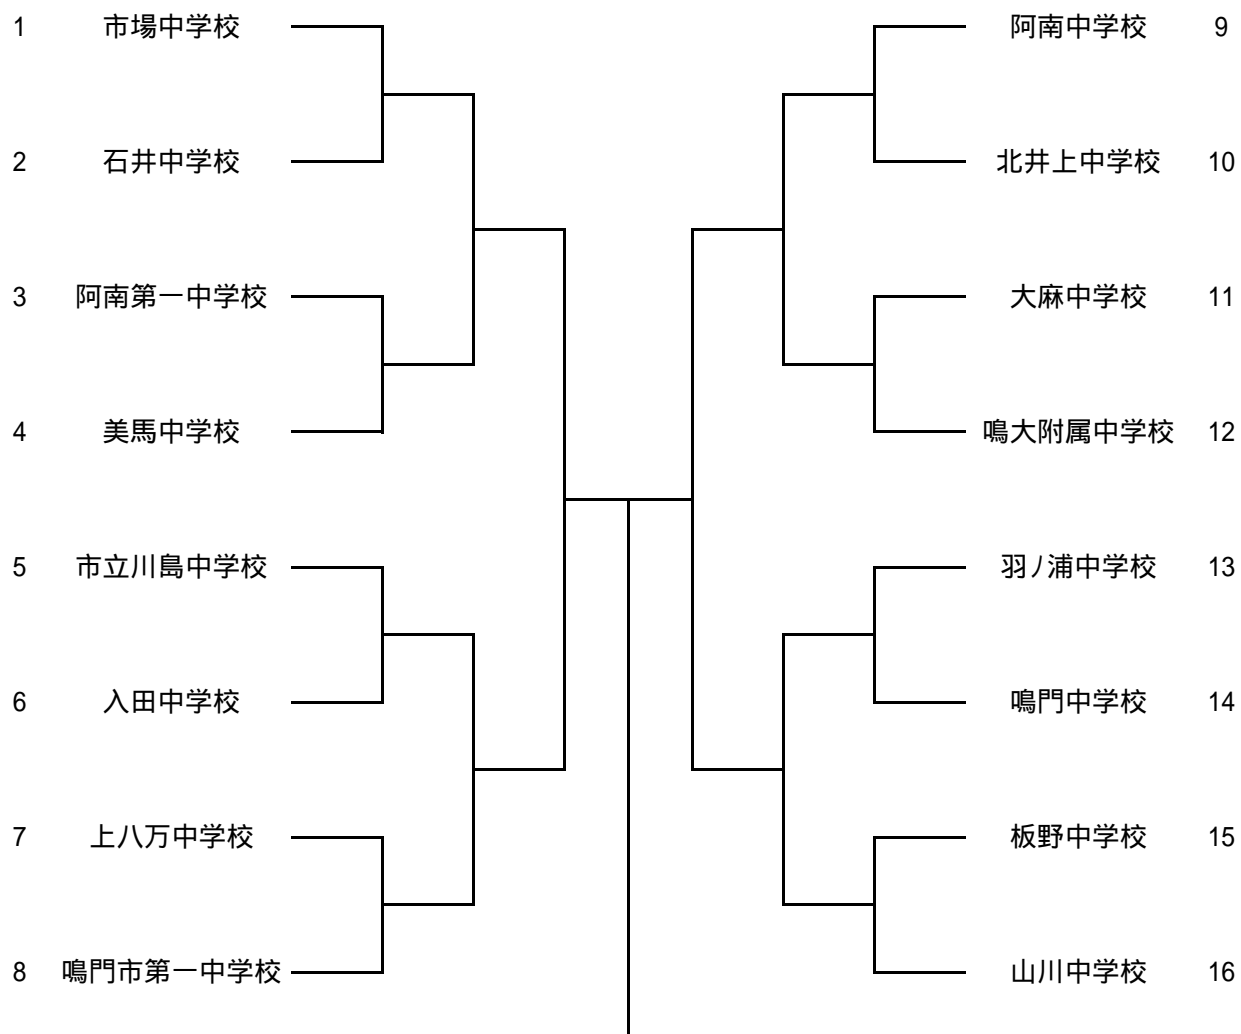 1 市場中学校
2 石井中学校
3 阿南第一中学校
4 美馬中学校
5 市立川島中学校
6 入田中学校
7 上八万中学校
8 鳴門市第一中学校
阿南中学校 9
北井上中学校 10
大麻中学校 11
鳴大附属中学校 12
羽ノ浦中学校 13
鳴門中学校 14
板野中学校 15
山川中学校 16